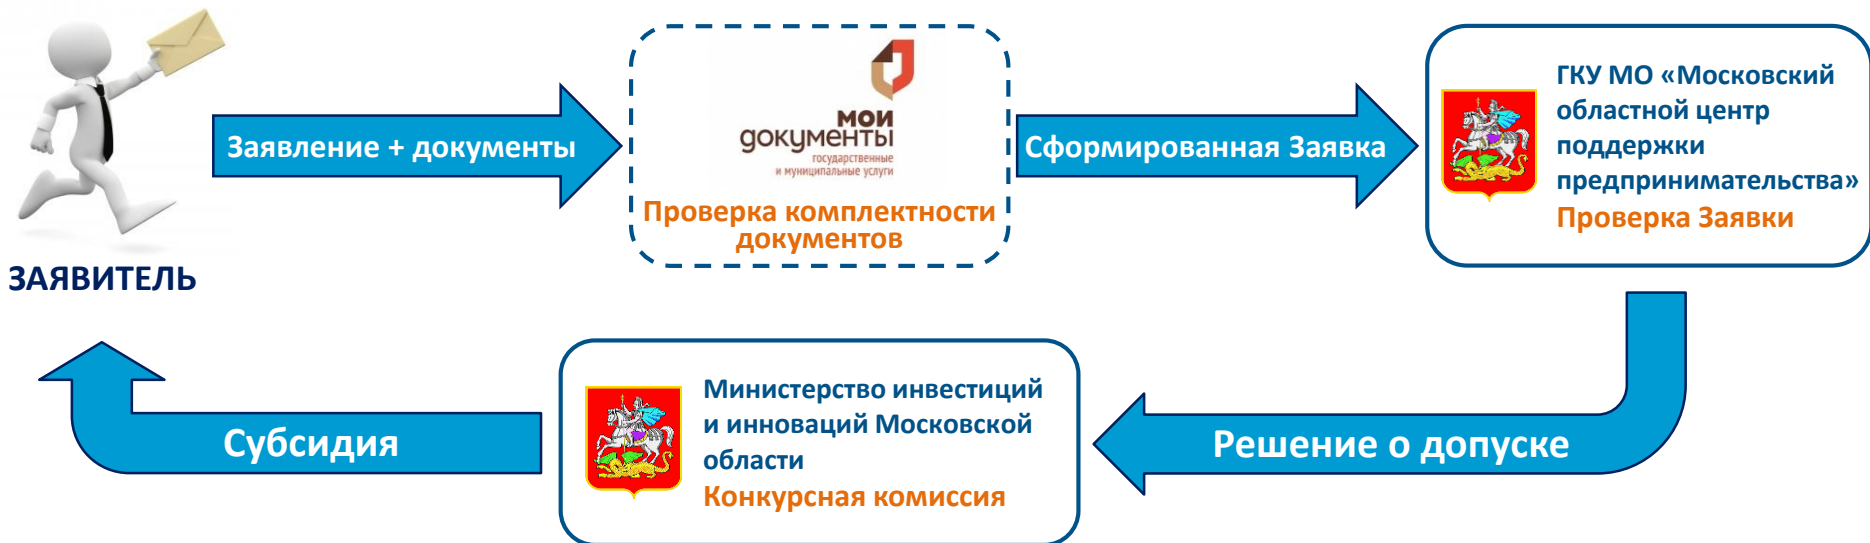 ЗАЯВИТЕЛЬ
Заявление + документы
мои
документы
государственные
и муниципальные услуги
Проверка комплектности
документов
Сформированная Заявка
ГКУ МО «Московский
областной центр
поддержки
предпринимательства»
Проверка Заявки
Решение о допуске
Министерство инвестиций
и инноваций Московской
области
Конкурсная комиссия
Субсидия